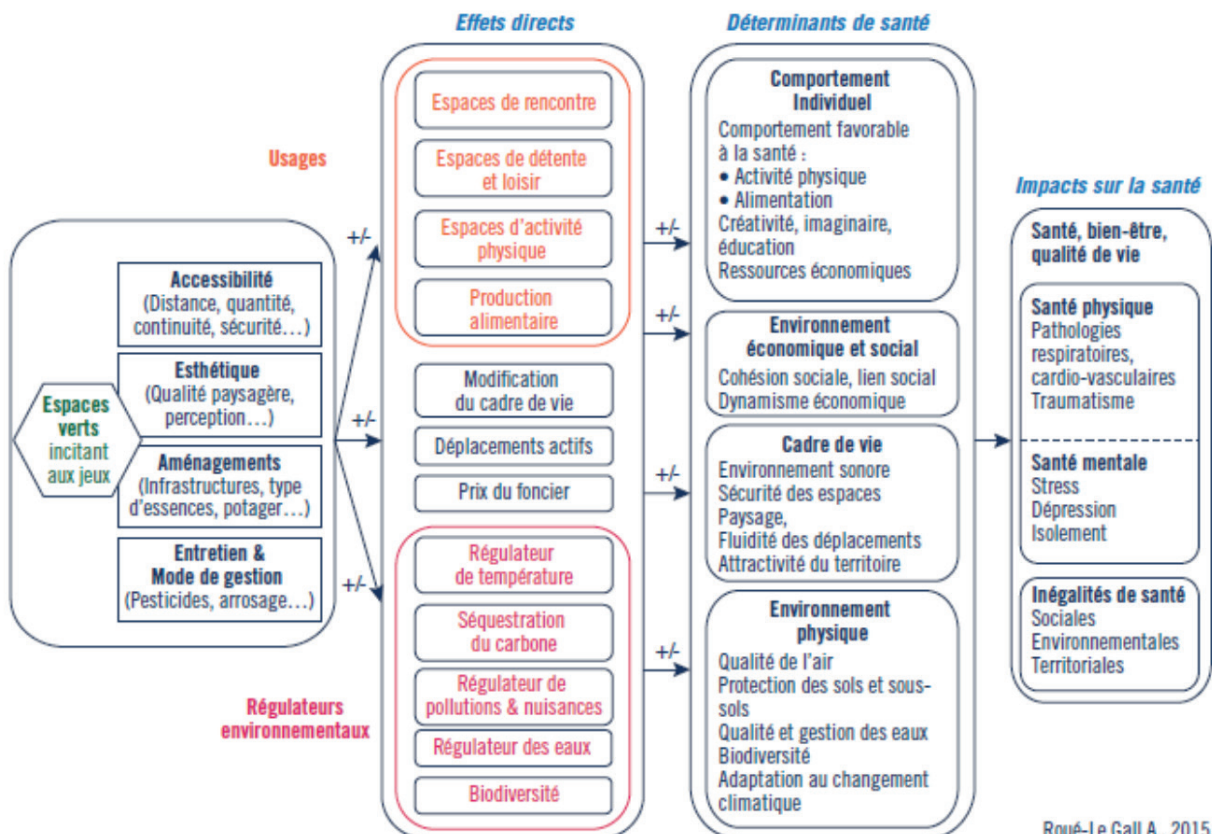 Effets directs
Déterminants de santé
Impacts sur la santé
Espaces
verts
incitant
aux jeux
Accessibilité
(Distance, quantité,
continuité, sécurité…)
Esthétique
(Qualité paysagère,
perception…)
Aménagements
(Infrastructures, type
d'essences, potager…)
Entretien &
Mode de gestion
(Pesticides, arrosage…)
+/-
+/-
+/-
Usages
Espaces de rencontre
Espaces de détente
et loisir
Espaces d'activité
physique
Production
alimentaire
Modification
du cadre de vie
Déplacements actifs
Prix du foncier
Régulateurs
environnementaux
Régulateur
de température
Séquestration
du carbone
Régulateur de
pollutions & nuisances
Régulateur des eaux
Biodiversité
+/-
+/-
+/-
+/-
Comportement
Individuel
Comportement favorable
à la santé :
• Activité physique
• Alimentation
Créativité, imaginaire,
éducation
Ressources économiques
Environnement
économique et social
Cohésion sociale, lien social
Dynamisme économique
Cadre de vie
Environnement sonore
Sécurité des espaces
Paysage,
Fluidité des déplacements
Attractivité du territoire
Environnement
physique
Qualité de l'air
Protection des sols et sous-
sols
Qualité et gestion des eaux
Biodiversité
Adaptation au changement
climatique
Santé, bien-être,
qualité de vie
Santé physique
Pathologies
respiratoires,
cardio-vasculaires
Traumatisme
Santé mentale
Stress
Dépression
Isolement
Inégalités de santé
Sociales
Environnementales
Territoriales
Roué-Le Gall A., 2015